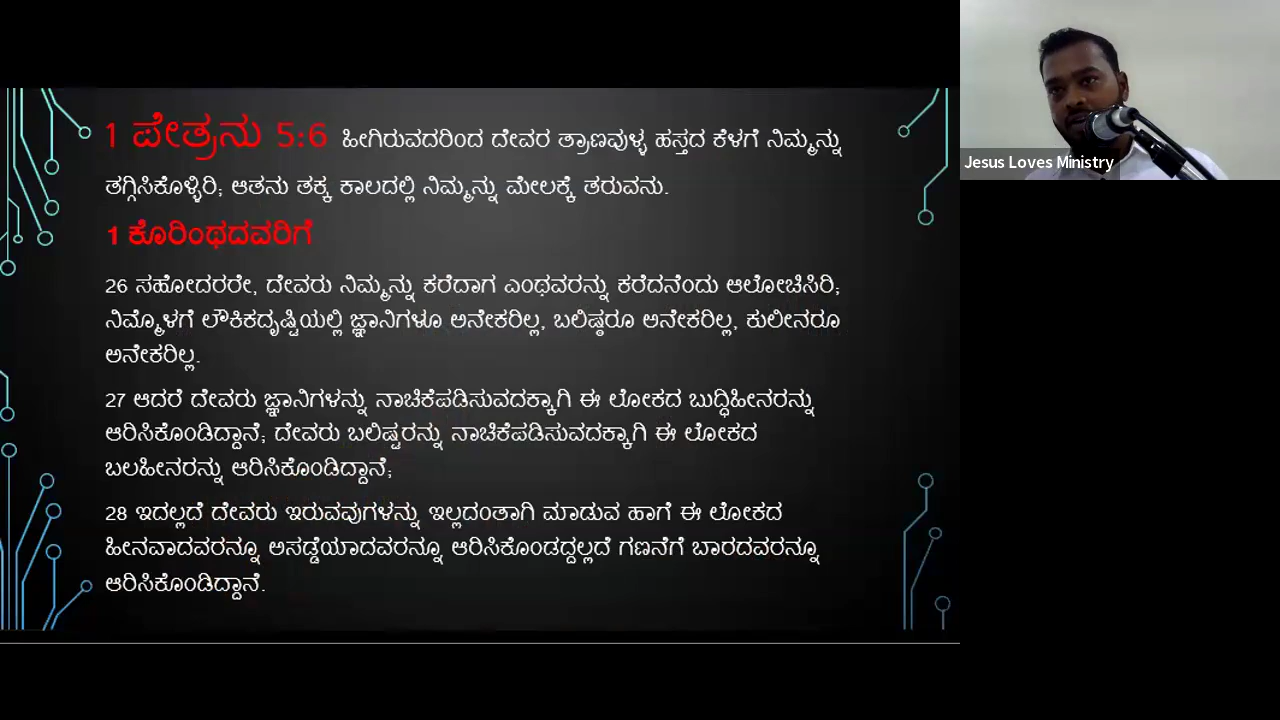 1 ಪೇತ್ರನು 5:6 ಹೀಗಿರುವದರಿಂದ ದೇವರ ತ್ರಾಣವುಳ್ಳ ಹಸ್ತದ ಕೆಳಗೆ ನಿಮ್ಮನ್ನು
ತಗ್ಗಿಸಿಕೊಳ್ಳಿರಿ; ಆತನು ತಕ್ಕ ಕಾಲದಲ್ಲಿ ನಿಮ್ಮನ್ನು ಮೇಲಕ್ಕೆ ತರುವನು.
1 ಕೊರಿಂಥದವರಿಗೆ
26 ಸಹೋದರರೇ, ದೇವರು ನಿಮ್ಮನ್ನು ಕರೆದಾಗ ಎಂಥವರನ್ನು ಕರೆದನೆಂದು ಆಲೋಚಿಸಿರಿ;
ನಿಮ್ಮೊಳಗೆ ಲೌಕಿಕದೃಷ್ಟಿಯಲ್ಲಿ ಜ್ಞಾನಿಗಳೂ ಅನೇಕರಿಲ್ಲ, ಬಲಿಷ್ಠರೂ ಅನೇಕರಿಲ್ಲ, ಕುಲೀನರೂ
ಅನೇಕರಿಲ್ಲ.
27 ಆದರೆ ದೇವರು ಜ್ಞಾನಿಗಳನ್ನು ನಾಚಿಕೆಪಡಿಸುವದಕ್ಕಾಗಿ ಈ ಲೋಕದ ಬುದ್ಧಿಹೀನರನ್ನು
ಆರಿಸಿಕೊಂಡಿದ್ದಾನೆ; ದೇವರು ಬಲಿಷ್ಟರನ್ನು ನಾಚಿಕೆಪಡಿಸುವದಕ್ಕಾಗಿ ಈ ಲೋಕದ
ಬಲಹೀನರನ್ನು ಆರಿಸಿಕೊಂಡಿದ್ದಾನೆ;
28 ಇದಲ್ಲದೆ ದೇವರು ಇರುವವುಗಳನ್ನು ಇಲ್ಲದಂತಾಗಿ ಮಾಡುವ ಹಾಗೆ ಈ ಲೋಕದ
ಹೀನವಾದವರನ್ನೂ ಅಸಡ್ಡೆಯಾದವರನ್ನೂ ಆರಿಸಿಕೊಂಡದ್ದಲ್ಲದೆ ಗಣನೆಗೆ ಬಾರದವರನ್ನೂ
ಆರಿಸಿಕೊಂಡಿದ್ದಾನೆ.
Jesus Loves Ministry